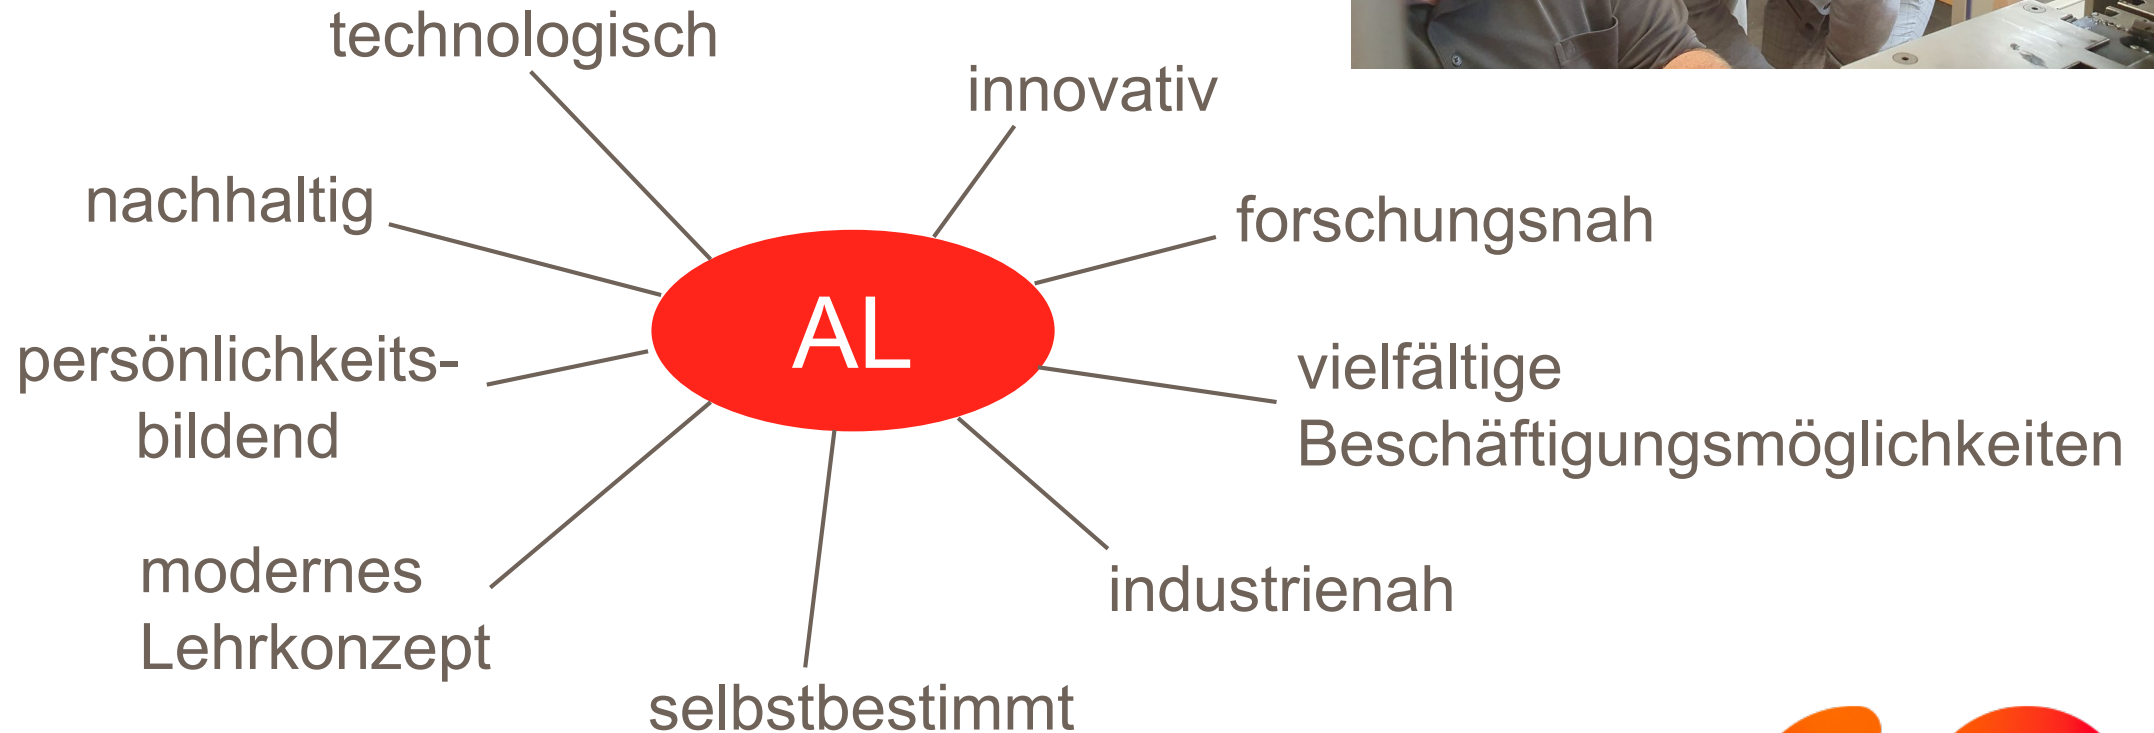 technologisch
innovativ
nachhaltig
forschungsnah
AL
persönlichkeits-
bildend
vielfältige
Beschäftigungsmöglichkeiten
modernes
Lehrkonzept
industrienah
selbstbestimmt